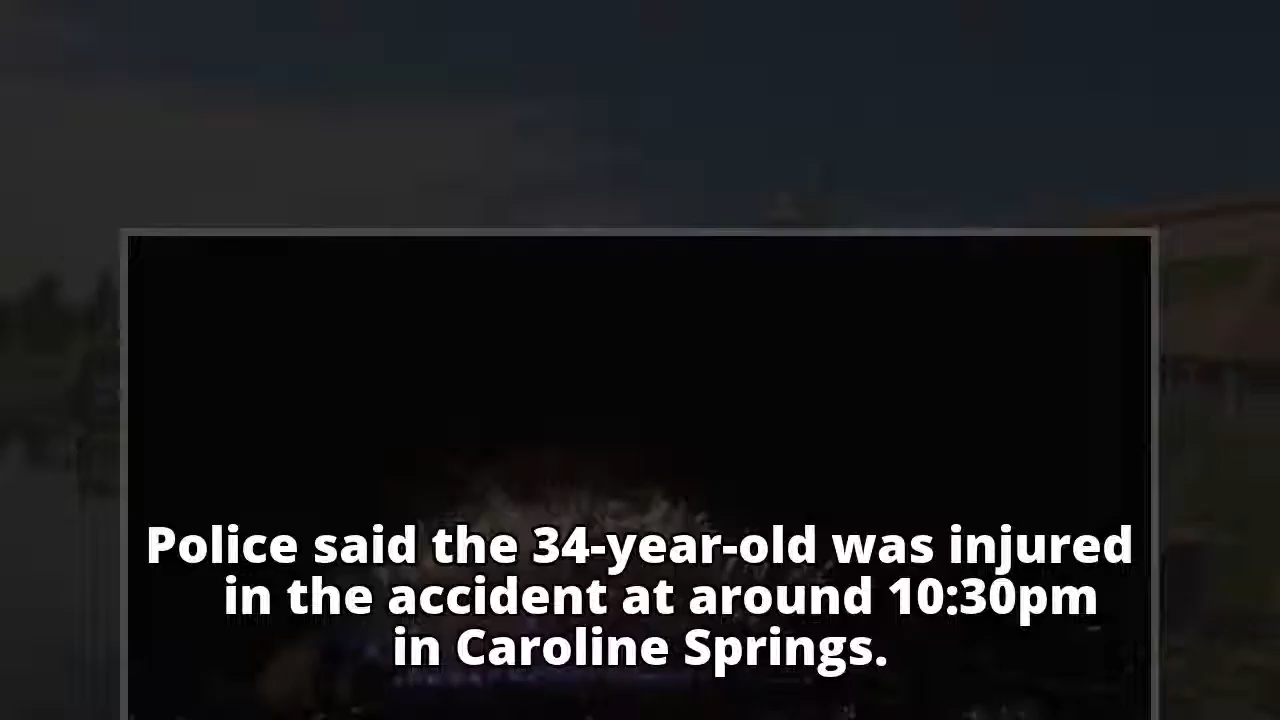 Police said the 34-year-old was injured
in the accident at around 10:30pm
in Caroline Springs.